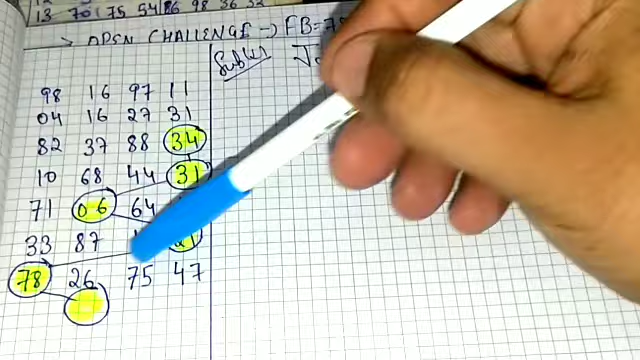 13 70 75 54 86 98 36 32
→ OPEN CHALLENGE → FB=75
98 16 97 11
04 16 27 31
82 37 88 34
10 68 44 31
71 06 64
33 87
78 26 75 47